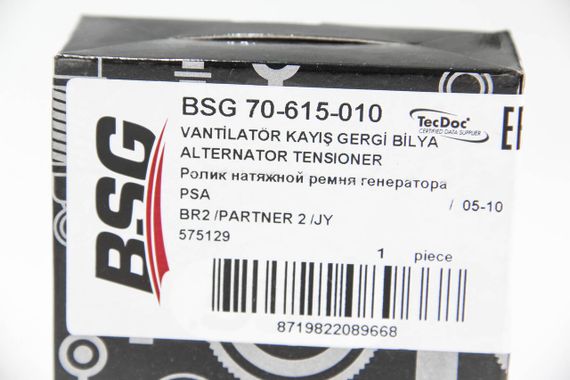 BSG
BSG 70-615-010
TecDoc
CERTIFIED DATA SUPPLIER
VANTİLATÖR KAYIŞ GERGİ BİLYA
ALTERNATOR TENSIONER
Ролик натяжной ремня генератора
PSA / 05-10
BR2 /PARTNER 2 /JY
575129
1 piece
8719822089668